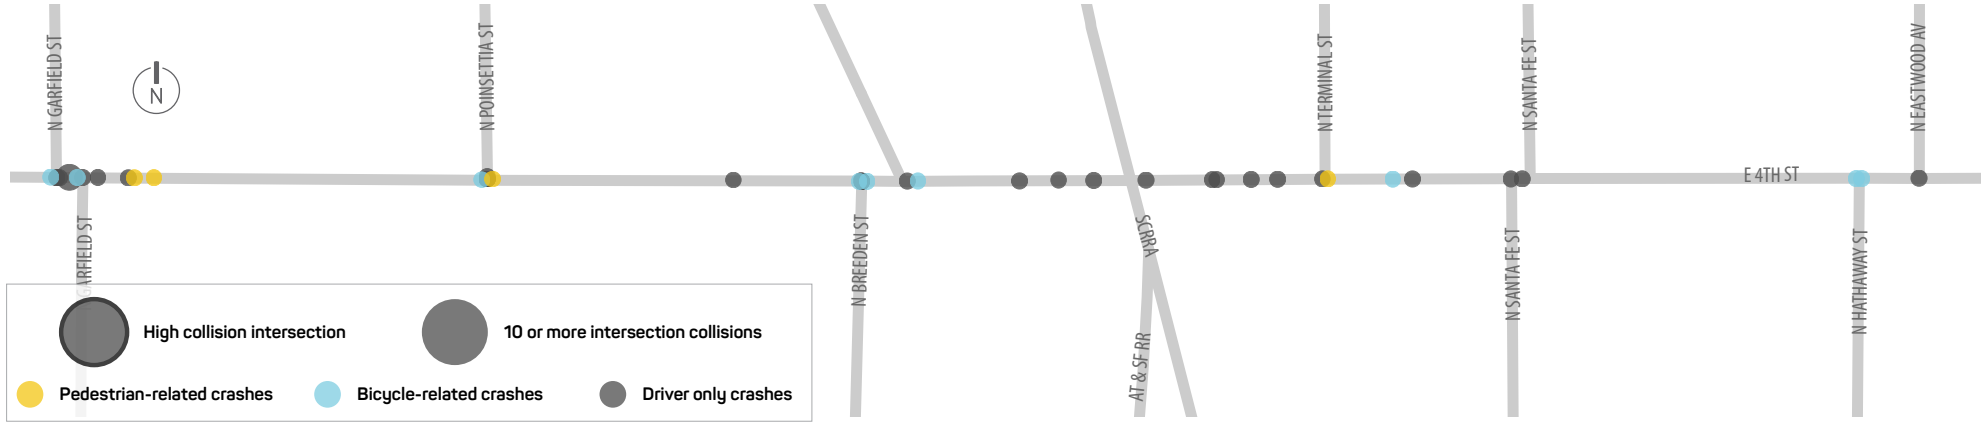 N GARFIELD ST
N POINSETTIA ST
N TERMINAL ST
N SANTA FE ST
N EASTWOOD AV
N
E 4TH ST
GARFIELD ST
N BREEDEN ST
SCRRA
AT & SF RR
N SANTA FE ST
N HATHAWAY ST
High collision intersection
10 or more intersection collisions
Pedestrian-related crashes
Bicycle-related crashes
Driver only crashes